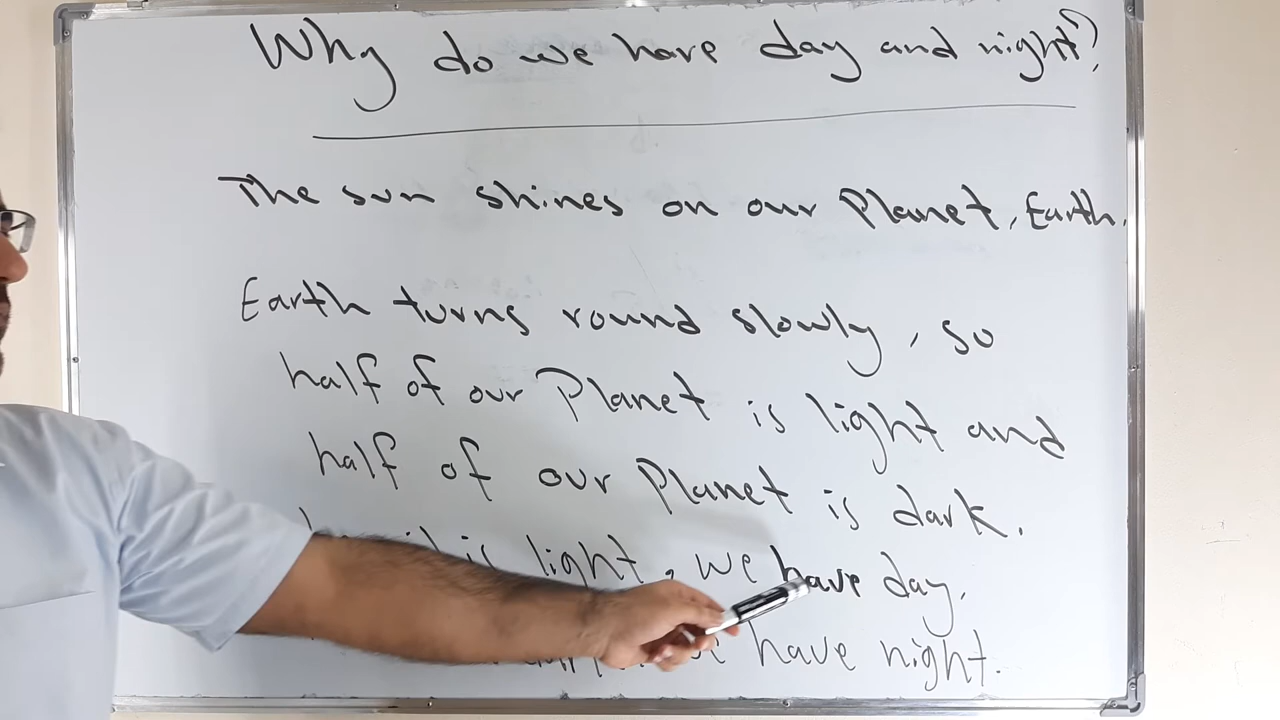 Why do we have day and night?
The sun shines on our Planet, Earth.
Earth turns round slowly, so
half of our Planet is light and
half of our Planet is dark.
it is light, we have day.
have night.